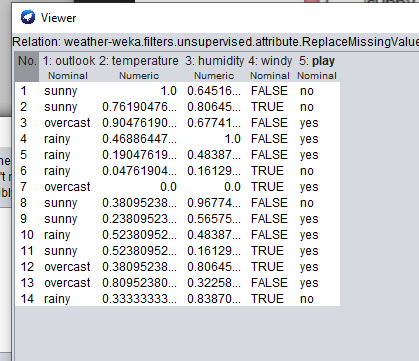 Viewer
Relation: weather-weka.filters.unsupervised.attribute.ReplaceMissingValue
No. 1: outlook 2: temperature 3: humidity 4: windy 5: play
Nominal Numeric Numeric Nominal Nominal
1 sunny 1.0 0.64516... FALSE no
2 sunny 0.76190476... 0.80645... TRUE no
3 overcast 0.90476190... 0.67741... FALSE yes
4 rainy 0.46886447... 1.0 FALSE yes
5 rainy 0.19047619... 0.48387... FALSE yes
6 rainy 0.04761904... 0.16129... TRUE no
7 overcast 0.0 0.0 TRUE yes
8 sunny 0.38095238... 0.96774... FALSE no
9 sunny 0.23809523... 0.56575... FALSE yes
10 rainy 0.52380952... 0.48387... FALSE yes
11 sunny 0.52380952... 0.16129... TRUE yes
12 overcast 0.38095238... 0.80645... TRUE yes
13 overcast 0.80952380... 0.32258... FALSE yes
14 rainy 0.33333333... 0.83870... TRUE no